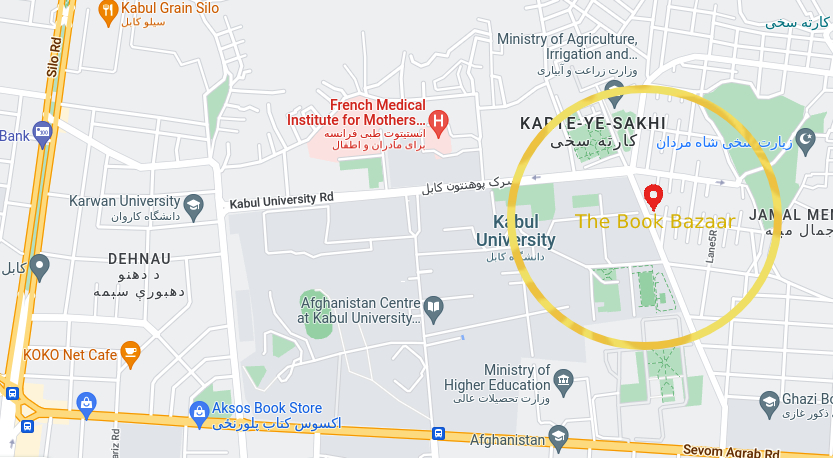 Kabul Grain Silo
سیلو کابل
کارته سخی
Silo Rd
Ministry of Agriculture,
Irrigation and...
وزارت زراعت و آبیاری
French Medical
Institute for Mothers...
انستیتوت طبی فرانسه
برای مادران و اطفال
H
KARTE-YE-SAKHI
کارته سخی
زیارت سخی شاه مردان
Bank
سرک پوهنتون کابل
Kabul University Rd
Karwan University
دانشگاه کاروان
Kabul
University
دانشگاه کابل
The Book Bazaar
JAMAL ME
جمال مینه
Lane5R
DEHNAU
د دهنو
کابل
Afghanistan Centre
at Kabul University...
KOKO Net Cafe
Ministry of
Higher Education
وزارت تحصیلات عالی
Aksos Book Store
اکسوس کتاب پلورنځی
Ghazi Bo
ذکور غازی
ariz Rd
Afghanistan
Sevom Aqrab Rd